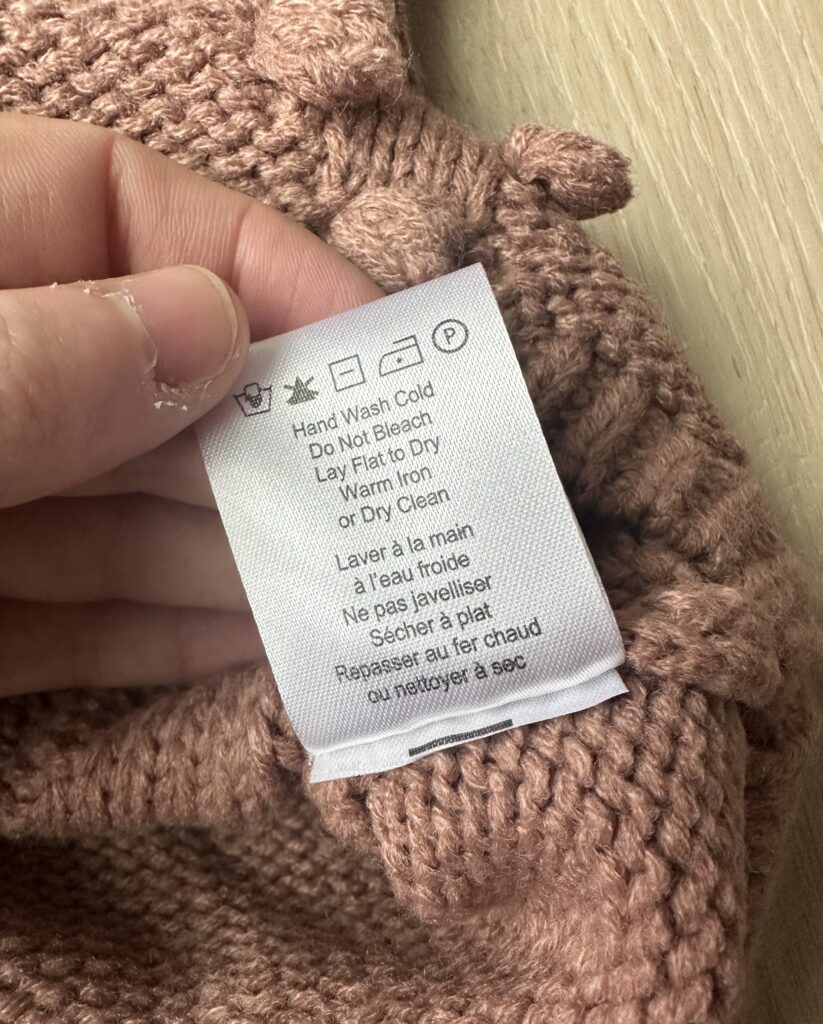 P
Hand Wash Cold
Do Not Bleach
Lay Flat to Dry
Warm Iron
or Dry Clean
Laver à la main
à l'eau froide
Ne pas javelliser
Sécher à plat
Repasser au fer chaud
ou nettoyer à sec